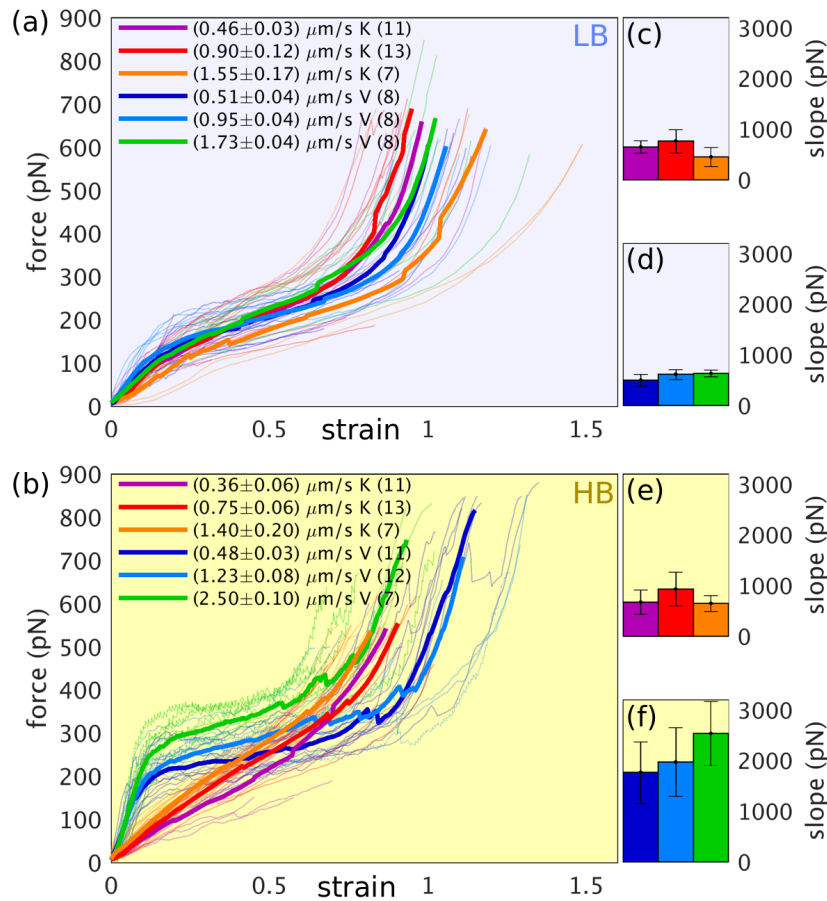 (a)
900
800
700
600
500
400
300
200
100
0
force (pN)
(0.46±0.03) μm/s K (11)
(0.90±0.12) μm/s K (13)
(1.55±0.17) μm/s K (7)
(0.51±0.04) μm/s V (8)
(0.95±0.04) μm/s V (8)
(1.73±0.04) μm/s V (8)
LB
0
0.5
1
1.5
strain
(c)
3000
2000
1000
0
slope (pN)
(d)
3000
2000
1000
0
slope (pN)
(b)
900
800
700
600
500
400
300
200
100
0
force (pN)
(0.36±0.06) μm/s K (11)
(0.75±0.06) μm/s K (13)
(1.40±0.20) μm/s K (7)
(0.48±0.03) μm/s V (11)
(1.23±0.08) μm/s V (12)
(2.50±0.10) μm/s V (7)
HB
0
0.5
1
1.5
strain
(e)
3000
2000
1000
0
slope (pN)
(f)
3000
2000
1000
0
slope (pN)